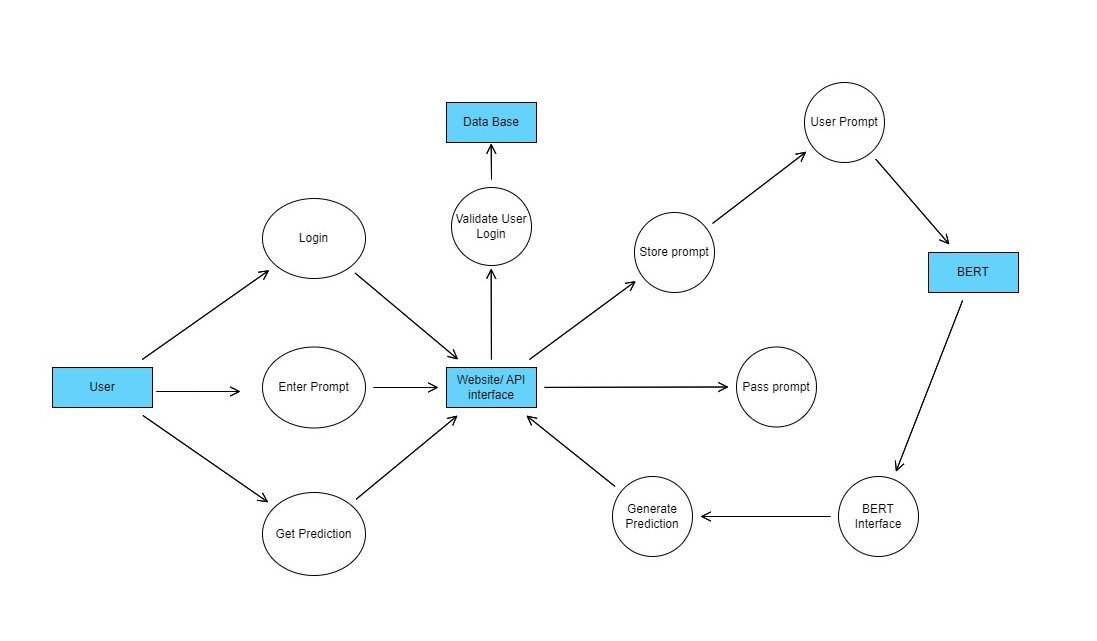 User Prompt
Data Base
Validate User
Login
Login
Store prompt
BERT
User
Enter Prompt
Website/ API
interface
Pass prompt
Generate
Prediction
BERT
Interface
Get Prediction